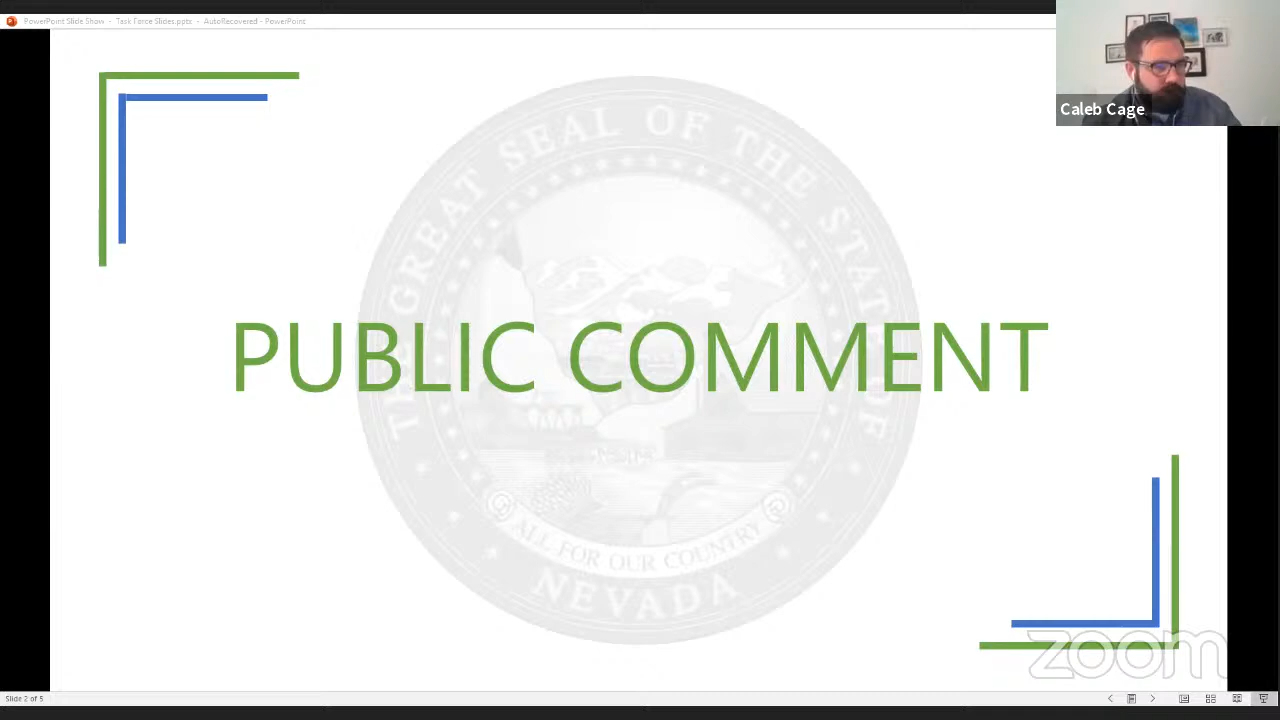 PowerPoint Slide Show - Task Force Slides.pptx - AutoRecovered - PowerPoint
Caleb Cage
THE GREAT SEAL OF THE STATE OF
PUBLIC COMMENT
ALL FOR OUR COUNTRY
NEVADA
zoom
Slide 2 of 5